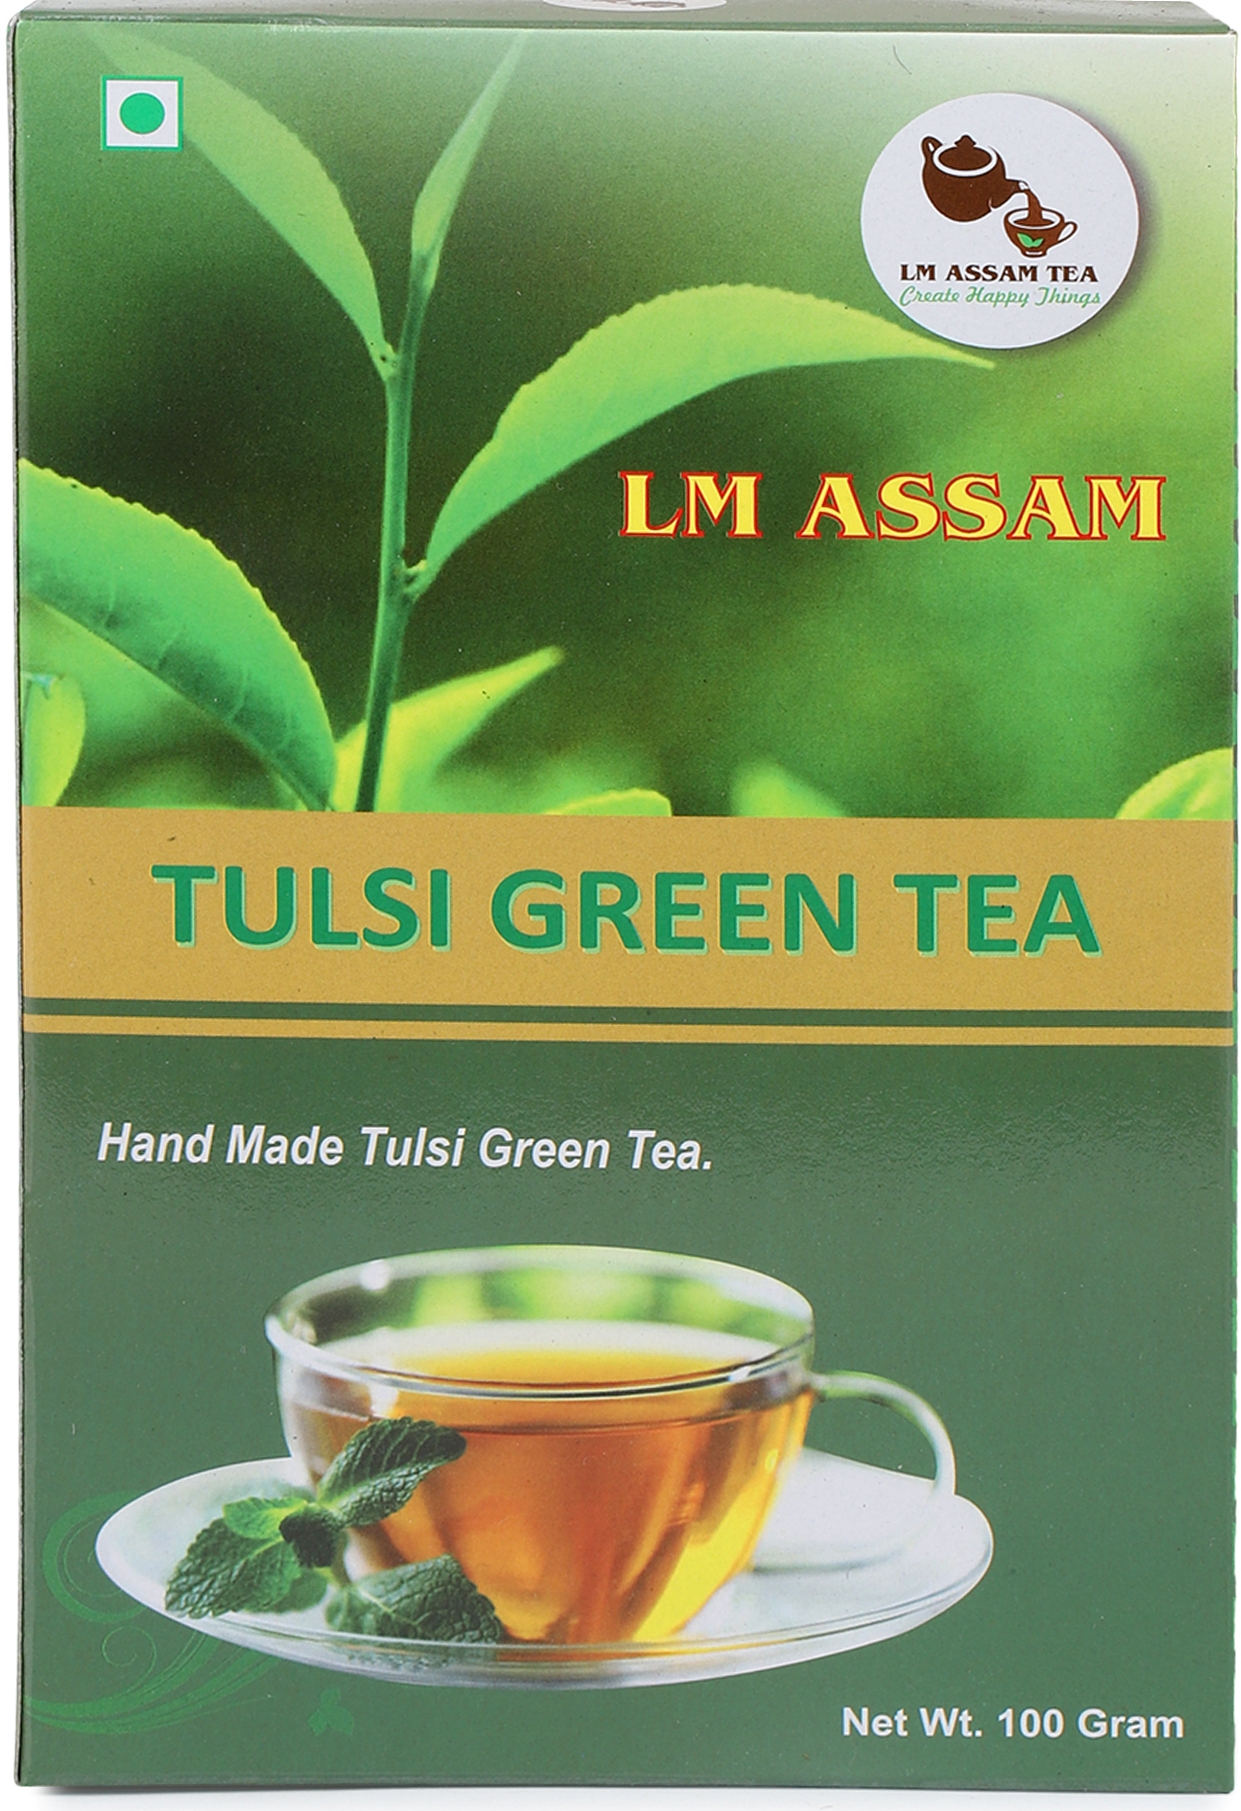 LM ASSAM TEA
Create Happy Things
LM ASSAM
TULSI GREEN TEA
Hand Made Tulsi Green Tea.
Net Wt. 100 Gram